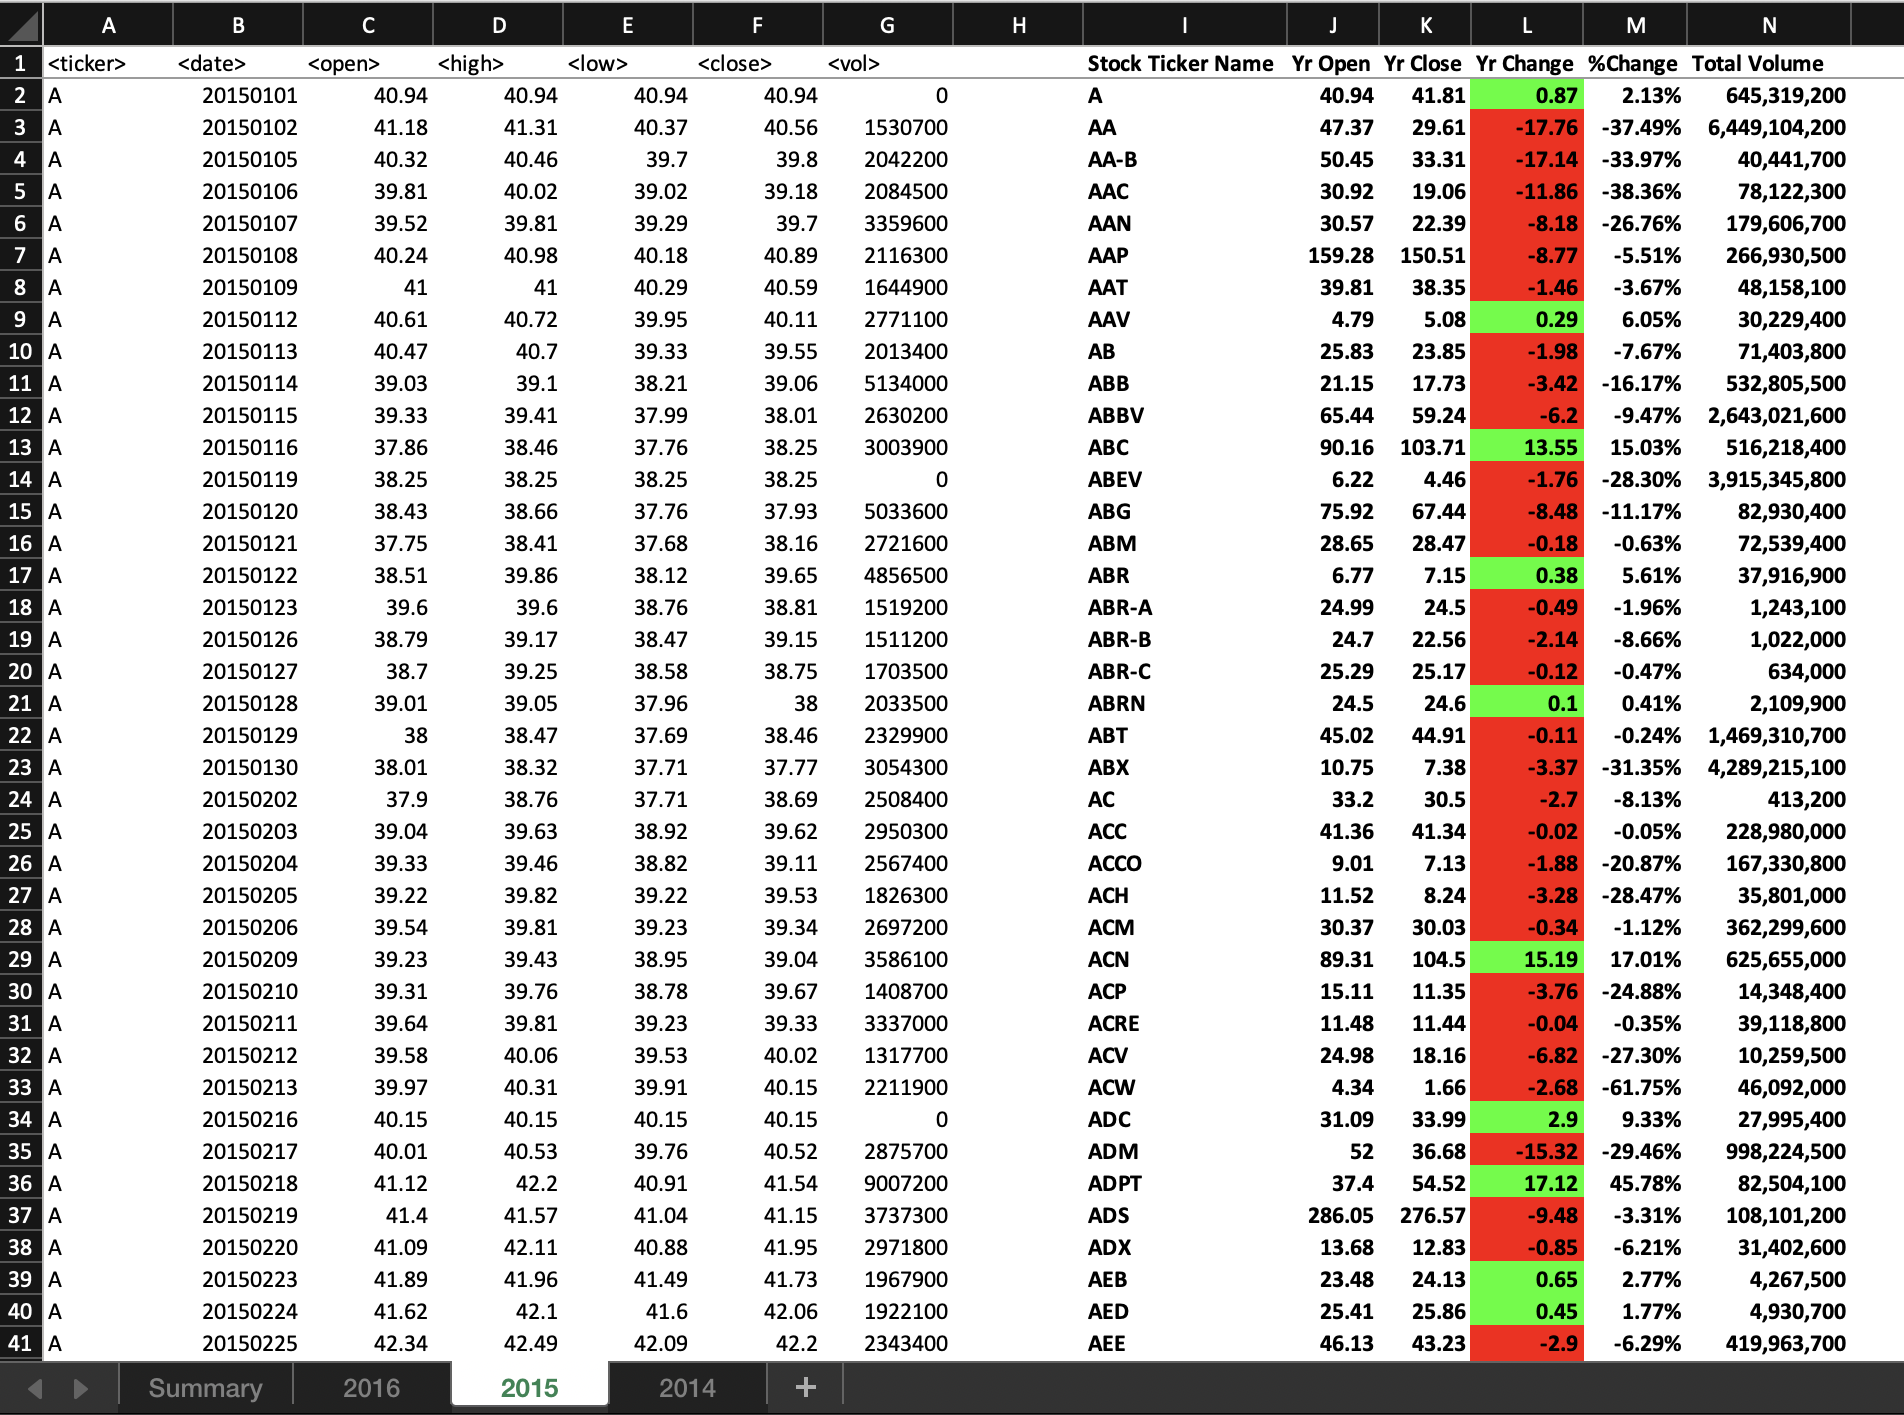 A B C D E F G H I J K L M N
1 <ticker> <date> <open> <high> <low> <close> <vol> Stock Ticker Name Yr Open Yr Close Yr Change %Change Total Volume
2 A 20150101 40.94 40.94 40.94 40.94 0 A 40.94 41.81 0.87 2.13% 645,319,200
3 A 20150102 41.18 41.31 40.37 40.56 1530700 AA 47.37 29.61 -17.76 -37.49% 6,449,104,200
4 A 20150105 40.32 40.46 39.7 39.8 2042200 AA-B 50.45 33.31 -17.14 -33.97% 40,441,700
5 A 20150106 39.81 40.02 39.02 39.18 2084500 AAC 30.92 19.06 -11.86 -38.36% 78,122,300
6 A 20150107 39.52 39.81 39.29 39.7 3359600 AAN 30.57 22.39 -8.18 -26.76% 179,606,700
7 A 20150108 40.24 40.98 40.18 40.89 2116300 AAP 159.28 150.51 -8.77 -5.51% 266,930,500
8 A 20150109 41 41 40.29 40.59 1644900 AAT 39.81 38.35 -1.46 -3.67% 48,158,100
9 A 20150112 40.61 40.72 39.95 40.11 2771100 AAV 4.79 5.08 0.29 6.05% 30,229,400
10 A 20150113 40.47 40.7 39.33 39.55 2013400 AB 25.83 23.85 -1.98 -7.67% 71,403,800
11 A 20150114 39.03 39.1 38.21 39.06 5134000 ABB 21.15 17.73 -3.42 -16.17% 532,805,500
12 A 20150115 39.33 39.41 37.99 38.01 2630200 ABBV 65.44 59.24 -6.2 -9.47% 2,643,021,600
13 A 20150116 37.86 38.46 37.76 38.25 3003900 ABC 90.16 103.71 13.55 15.03% 516,218,400
14 A 20150119 38.25 38.25 38.25 38.25 0 ABEV 6.22 4.46 -1.76 -28.30% 3,915,345,800
15 A 20150120 38.43 38.66 37.76 37.93 5033600 ABG 75.92 67.44 -8.48 -11.17% 82,930,400
16 A 20150121 37.75 38.41 37.68 38.16 2721600 ABM 28.65 28.47 -0.18 -0.63% 72,539,400
17 A 20150122 38.51 39.86 38.12 39.65 4856500 ABR 6.77 7.15 0.38 5.61% 37,916,900
18 A 20150123 39.6 39.6 38.76 38.81 1519200 ABR-A 24.99 24.5 -0.49 -1.96% 1,243,100
19 A 20150126 38.79 39.17 38.47 39.15 1511200 ABR-B 24.7 22.56 -2.14 -8.66% 1,022,000
20 A 20150127 38.7 39.25 38.58 38.75 1703500 ABR-C 25.29 25.17 -0.12 -0.47% 634,000
21 A 20150128 39.01 39.05 37.96 38 2033500 ABRN 24.5 24.6 0.1 0.41% 2,109,900
22 A 20150129 38 38.47 37.69 38.46 2329900 ABT 45.02 44.91 -0.11 -0.24% 1,469,310,700
23 A 20150130 38.01 38.32 37.71 37.77 3054300 ABX 10.75 7.38 -3.37 -31.35% 4,289,215,100
24 A 20150202 37.9 38.76 37.71 38.69 2508400 AC 33.2 30.5 -2.7 -8.13% 413,200
25 A 20150203 39.04 39.63 38.92 39.62 2950300 ACC 41.36 41.34 -0.02 -0.05% 228,980,000
26 A 20150204 39.33 39.46 38.82 39.11 2567400 ACCO 9.01 7.13 -1.88 -20.87% 167,330,800
27 A 20150205 39.22 39.82 39.22 39.53 1826300 ACH 11.52 8.24 -3.28 -28.47% 35,801,000
28 A 20150206 39.54 39.81 39.23 39.34 2697200 ACM 30.37 30.03 -0.34 -1.12% 362,299,600
29 A 20150209 39.23 39.43 38.95 39.04 3586100 ACN 89.31 104.5 15.19 17.01% 625,655,000
30 A 20150210 39.31 39.76 38.78 39.67 1408700 ACP 15.11 11.35 -3.76 -24.88% 14,348,400
31 A 20150211 39.64 39.81 39.23 39.33 3337000 ACRE 11.48 11.44 -0.04 -0.35% 39,118,800
32 A 20150212 39.58 40.06 39.53 40.02 1317700 ACV 24.98 18.16 -6.82 -27.30% 10,259,500
33 A 20150213 39.97 40.31 39.91 40.15 2211900 ACW 4.34 1.66 -2.68 -61.75% 46,092,000
34 A 20150216 40.15 40.15 40.15 40.15 0 ADC 31.09 33.99 2.9 9.33% 27,995,400
35 A 20150217 40.01 40.53 39.76 40.52 2875700 ADM 52 36.68 -15.32 -29.46% 998,224,500
36 A 20150218 41.12 42.2 40.91 41.54 9007200 ADPT 37.4 54.52 17.12 45.78% 82,504,100
37 A 20150219 41.4 41.57 41.04 41.15 3737300 ADS 286.05 276.57 -9.48 -3.31% 108,101,200
38 A 20150220 41.09 42.11 40.88 41.95 2971800 ADX 13.68 12.83 -0.85 -6.21% 31,402,600
39 A 20150223 41.89 41.96 41.49 41.73 1967900 AEB 23.48 24.13 0.65 2.77% 4,267,500
40 A 20150224 41.62 42.1 41.6 42.06 1922100 AED 25.41 25.86 0.45 1.77% 4,930,700
41 A 20150225 42.34 42.49 42.09 42.2 2343400 AEE 46.13 43.23 -2.9 -6.29% 419,963,700
Summary 2016 2015 2014 +